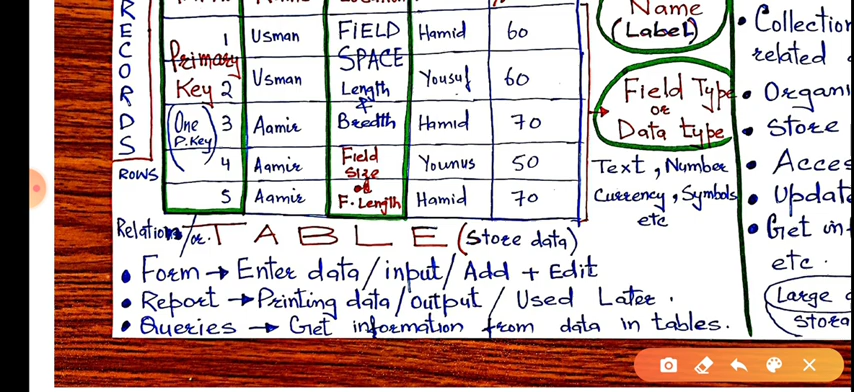 RECORDS
ROWS
Primary
Key
(One
P.Key)
1 Usman Hamid 60
2 Usman Yousuf 60
3 Aamir Hamid 70
4 Aamir Younus 50
5 Aamir Hamid 70
FiELD
SPACE
Length
&
Bredth
Field
Size
or
F. Length
Name
(Label)
Field Type
or
Data type
Text, Number
Currency, Symbols
etc
• Collection
related
• Organi
• Store
• Acces
• Update
• Get in
etc.
Large
Stora
Relations/or. TABLE (Store data)
• Form → Enter data/input/Add + Edit
• Report → Printing data/output/Used Later.
• Queries → Get information from data in tables.